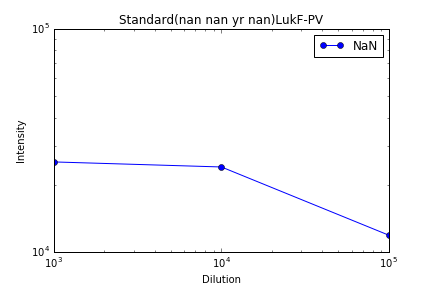 Standard(nan nan yr nan)LukF-PV
10^5
NaN
Intensity
10^4
10^3 10^4 10^5
Dilution